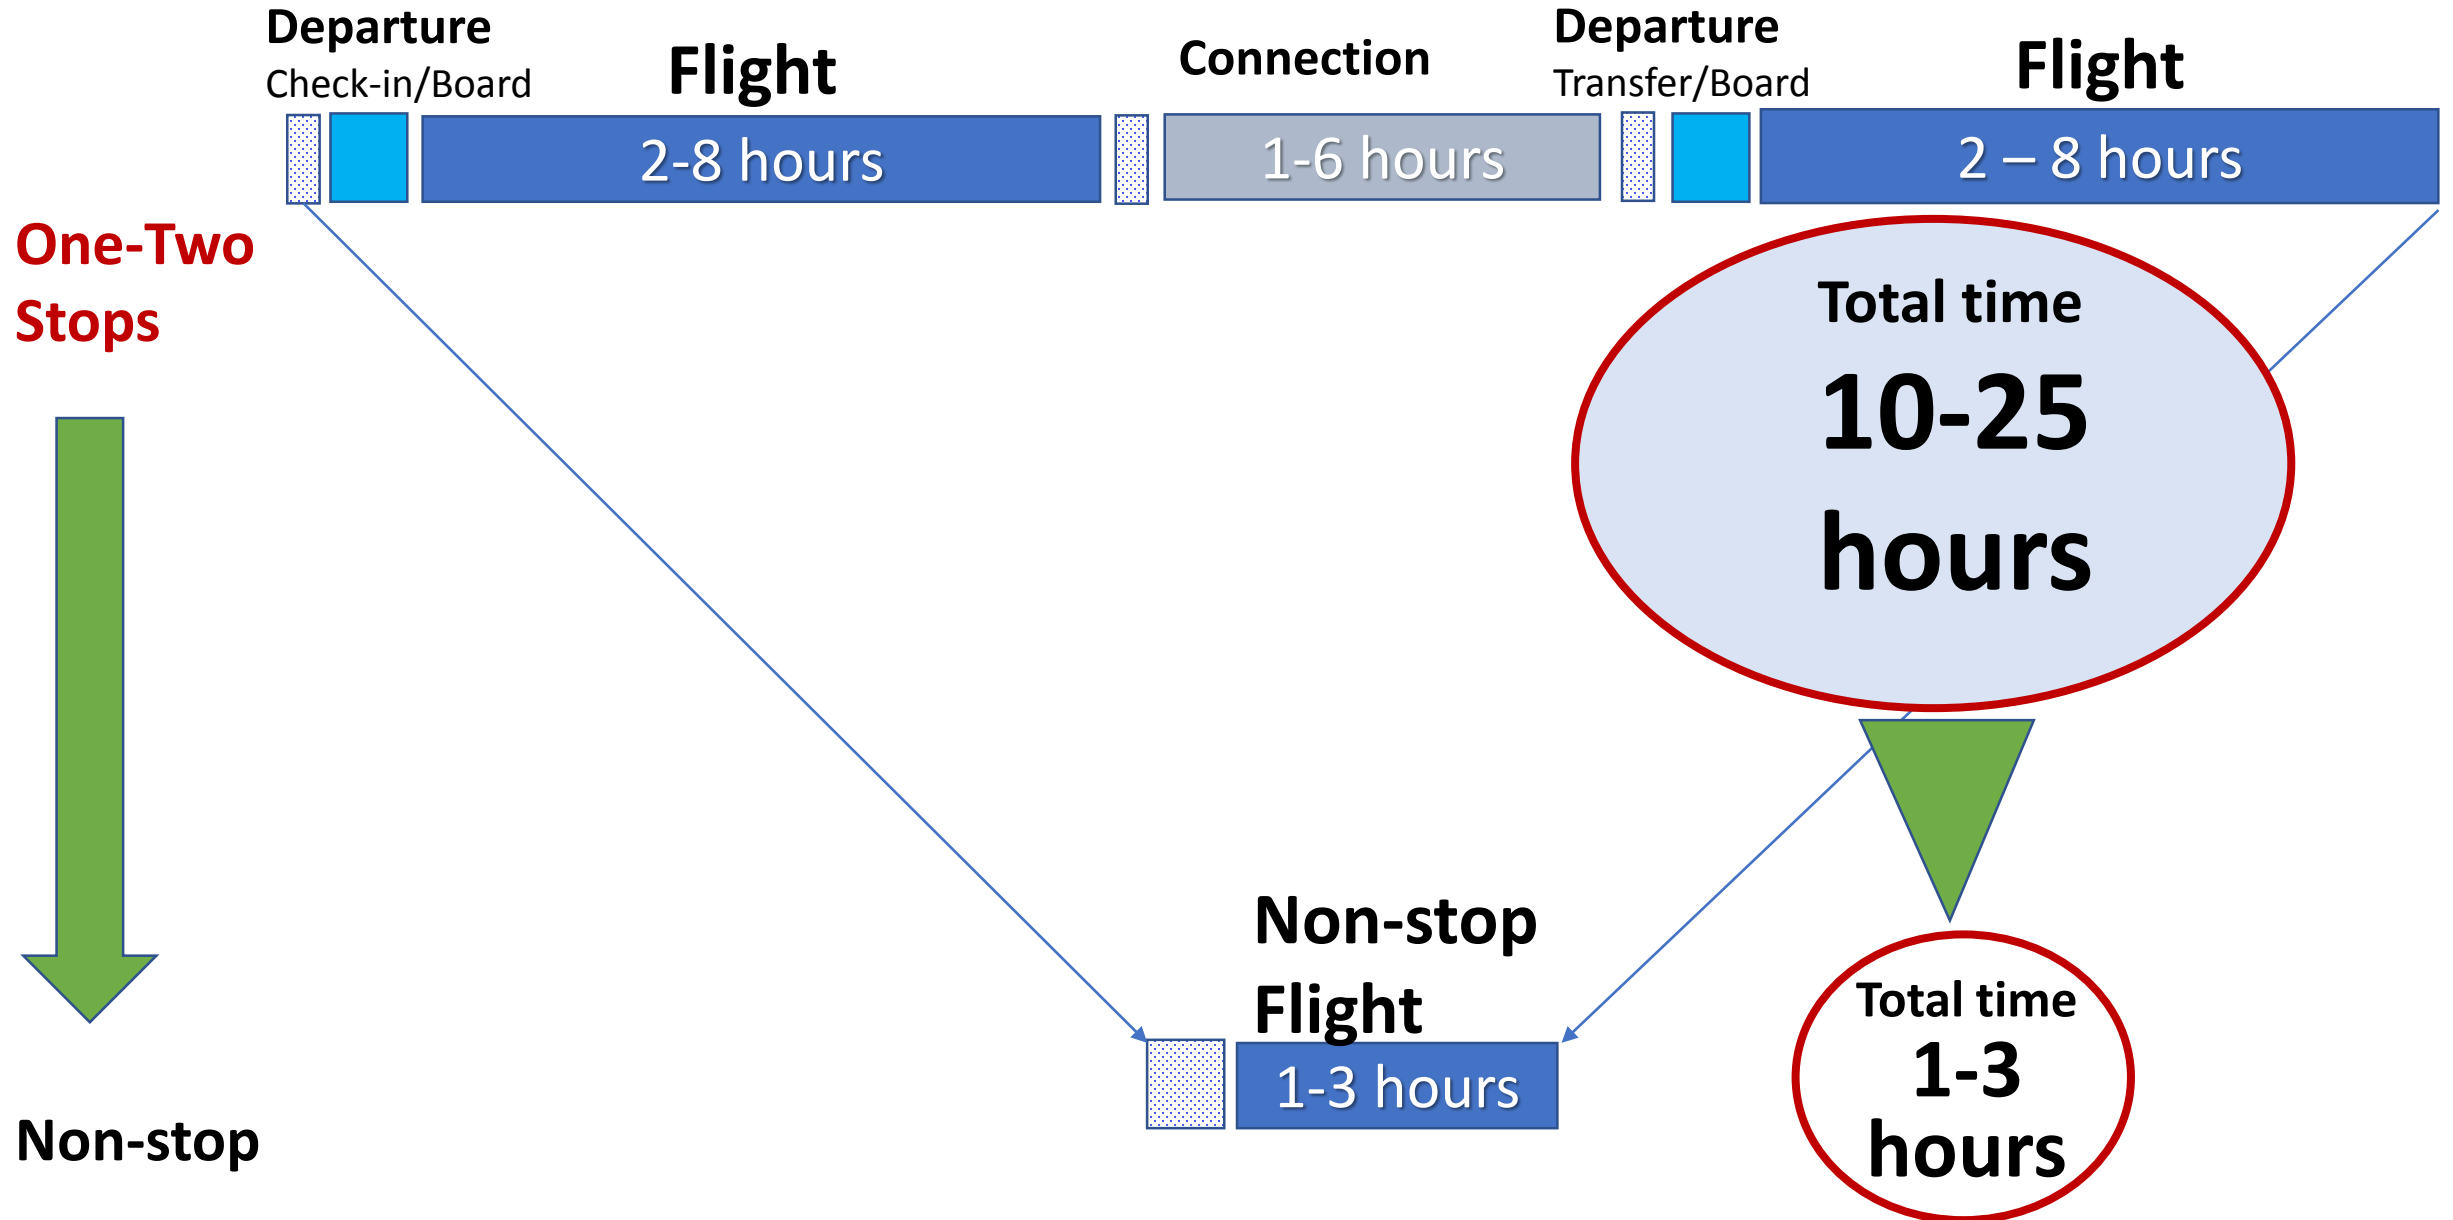 Departure
Check-in/Board
Flight
Connection
Departure
Transfer/Board
Flight
2-8 hours
1-6 hours
2 – 8 hours
One-Two
Stops
Total time
10-25
hours
Non-stop
Flight
1-3 hours
Total time
1-3
hours
Non-stop